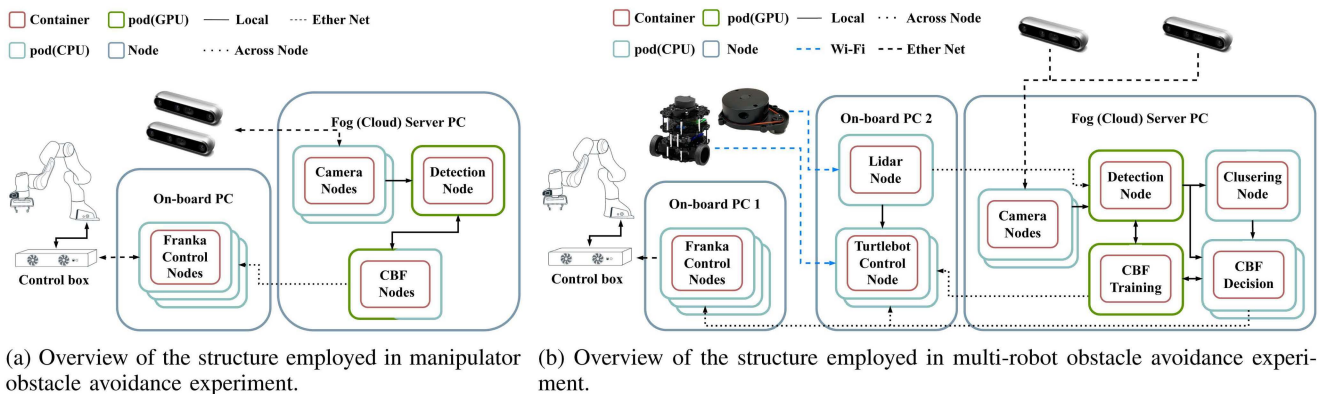 Container
pod(GPU)
Local
Ether Net
pod(CPU)
Node
Across Node
Fog (Cloud) Server PC
Camera
Nodes
Detection
Node
On-board PC
Franka
Control
Nodes
CBF
Nodes
Control box
(a) Overview of the structure employed in manipulator
obstacle avoidance experiment.
Container
pod(GPU)
Local
Across Node
pod(CPU)
Node
Wi-Fi
Ether Net
On-board PC 2
Fog (Cloud) Server PC
Lidar
Node
Detection
Node
Clusering
Node
On-board PC 1
Camera
Nodes
Franka
Control
Nodes
Turtlebot
Control
Node
CBF
Training
CBF
Decision
Control box
(b) Overview of the structure employed in multi-robot obstacle avoidance experi-
ment.